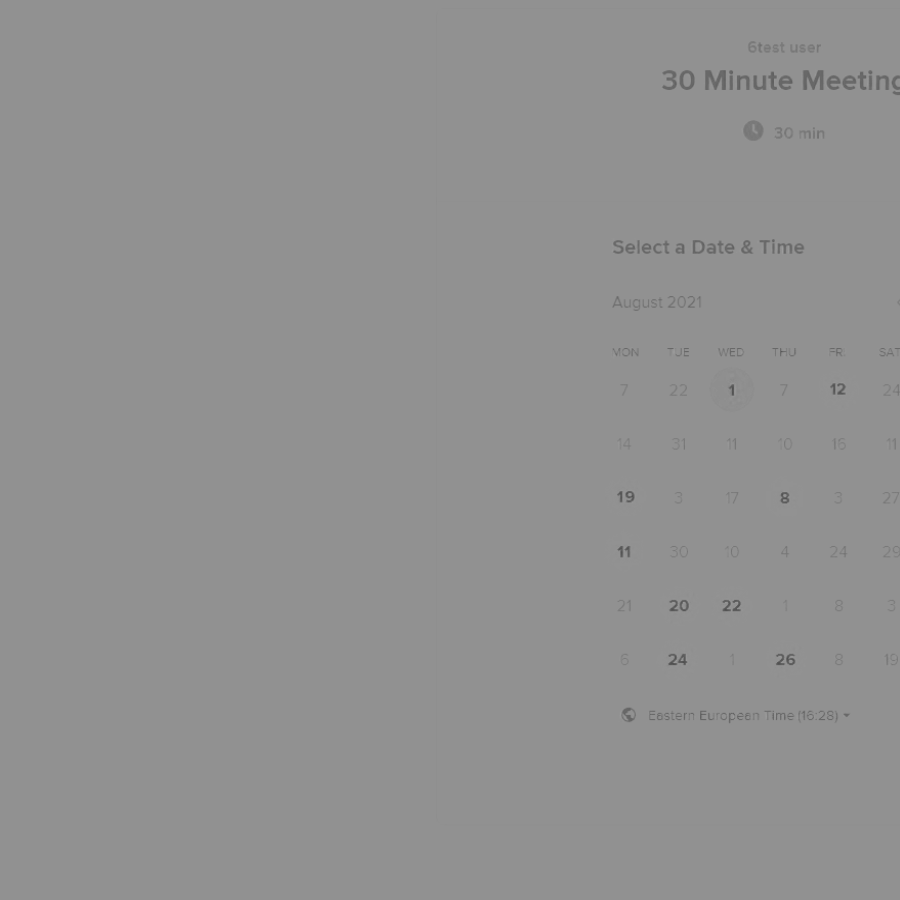 6test user
30 Minute Meeting
30 min
Select a Date & Time
August 2021
MON TUE WED THU FRI SAT
7 22 1 7 12 24
14 31 11 10 16 11
19 3 17 8 3 27
11 30 10 4 24 29
21 20 22 1 8 3
6 24 1 26 8 19
Eastern European Time (16:28)